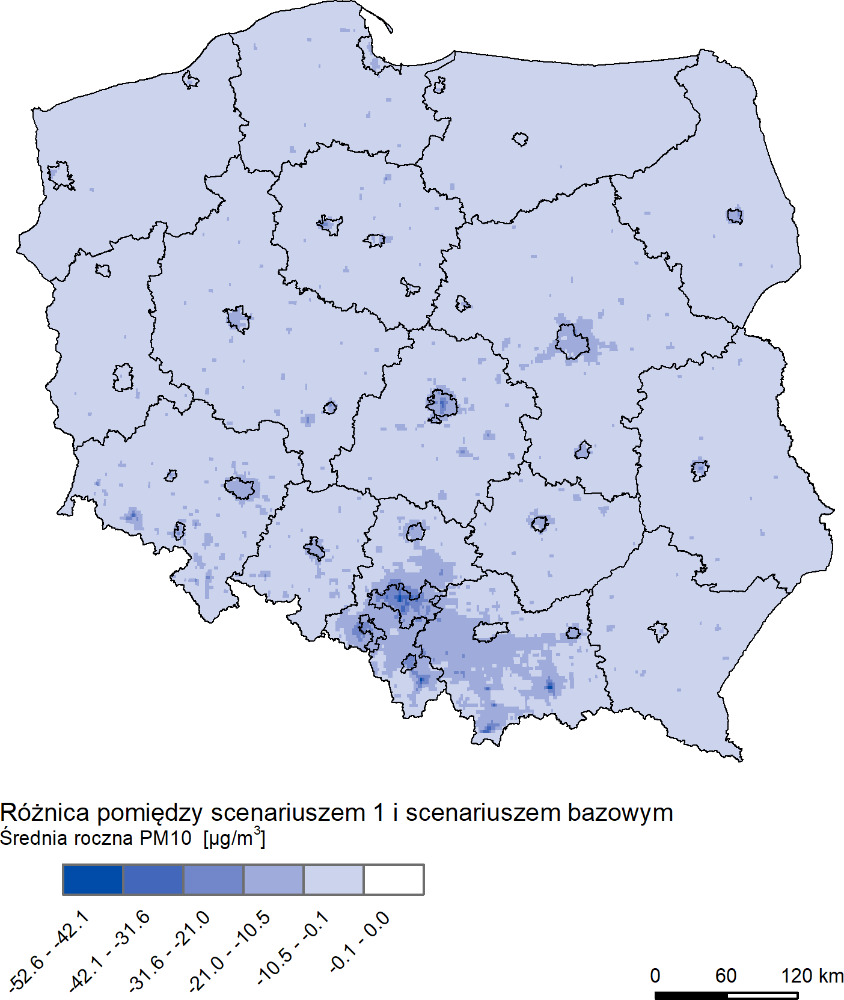 Różnica pomiędzy scenariuszem 1 i scenariuszem bazowym
Średnia roczna PM10 [µg/m³]
-52.6 - -42.1
-42.1 - -31.6
-31.6 - -21.0
-21.0 - -10.5
-10.5 - -0.1
-0.1 - 0.0
0 60 120 km